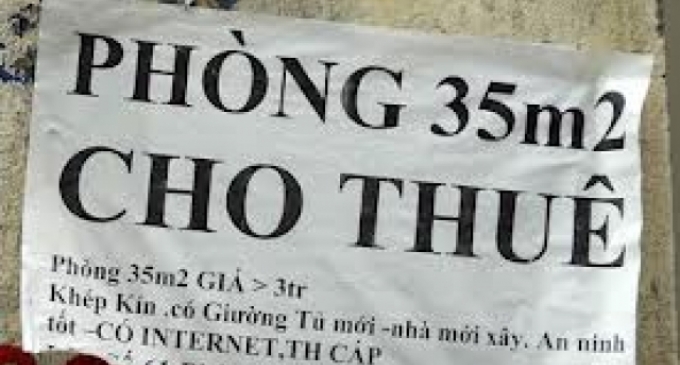 PHÒNG 35m2
CHO THUÊ
Phòng 35m2 GIÁ > 3tr
Khép Kín .có Giường Tủ mới -nhà mới xây. An ninh
tốt –CÓ INTERNET,TH CÁP